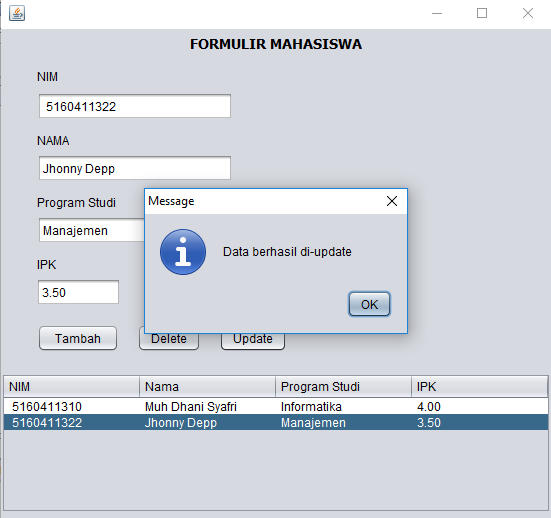 FORMULIR MAHASISWA
NIM
5160411322
NAMA
Jhonny Depp
Program Studi
Manajemen
IPK
3.50
Message
Data berhasil di-update
OK
Tambah Delete Update
NIM Nama Program Studi IPK
5160411310 Muh Dhani Syafri Informatika 4.00
5160411322 Jhonny Depp Manajemen 3.50